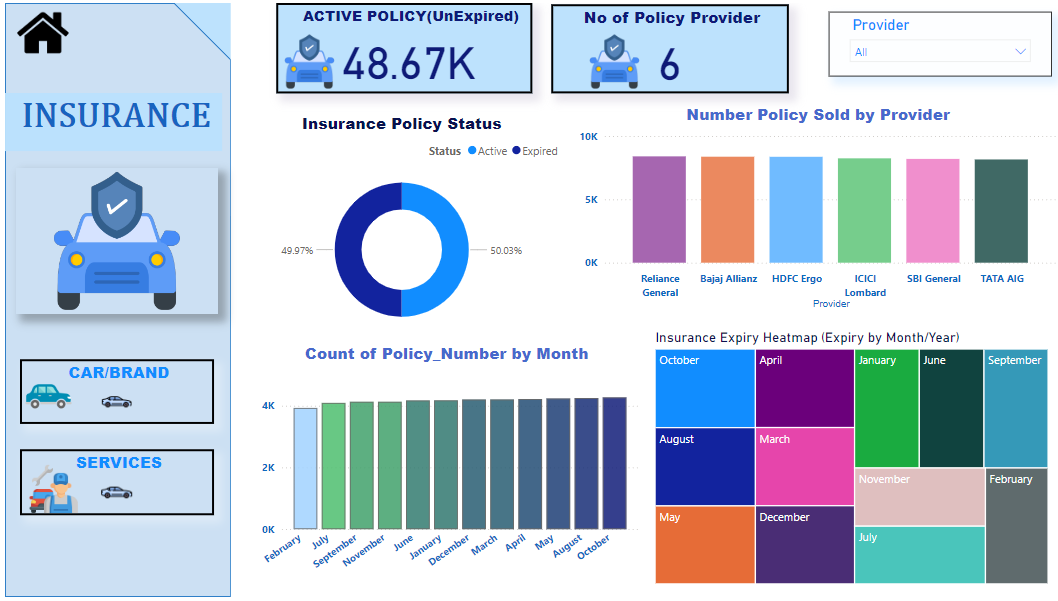 INSURANCE
CAR/BRAND
SERVICES
ACTIVE POLICY(UnExpired)
48.67K
No of Policy Provider
6
Provider
All
Insurance Policy Status
Status Active Expired
49.97%
50.03%
Number Policy Sold by Provider
10K
5K
0K
Reliance General
Bajaj Allianz
HDFC Ergo
ICICI Lombard
SBI General
TATA AIG
Provider
Count of Policy_Number by Month
4K
2K
0K
February
July
September
November
June
January
December
March
April
May
August
October
Insurance Expiry Heatmap (Expiry by Month/Year)
October
April
January
June
September
August
March
November
February
May
December
July